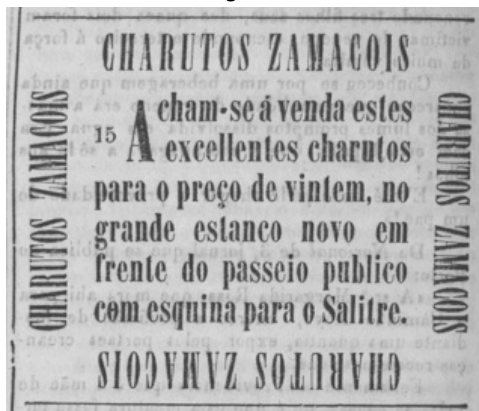 CHARUTOS ZAMACOIS
CHARUTOS ZAMACOIS
15 Acham-se á venda estes
excellentes charutos
para o preço de vintem, no
grande estanco novo em
frente do passeio publico
com esquina para o Salitre.
CHARUTOS ZAMACOIS
CHARUTOS ZAMACOIS